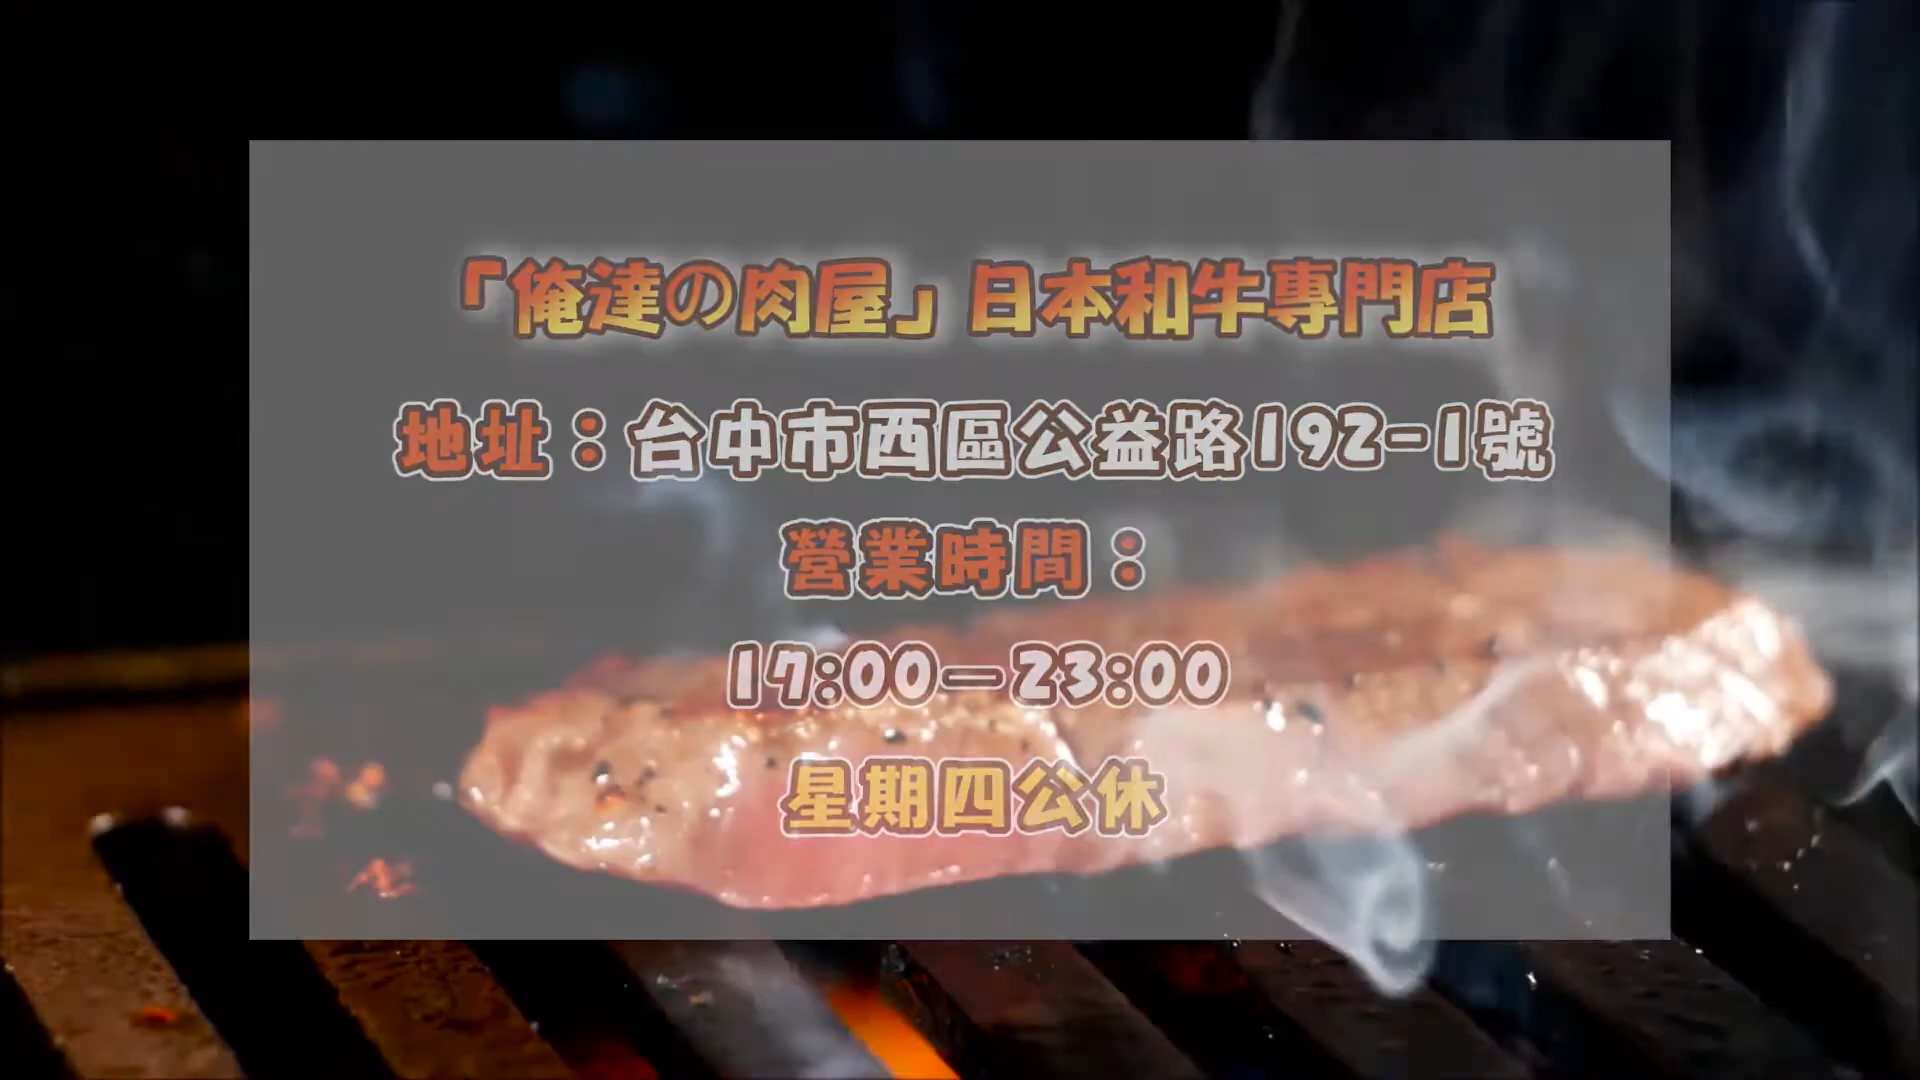 「俺達の肉屋」日本和牛專門店
地址：台中市西區公益路192-1號
營業時間：
17:00—23:00
星期四公休